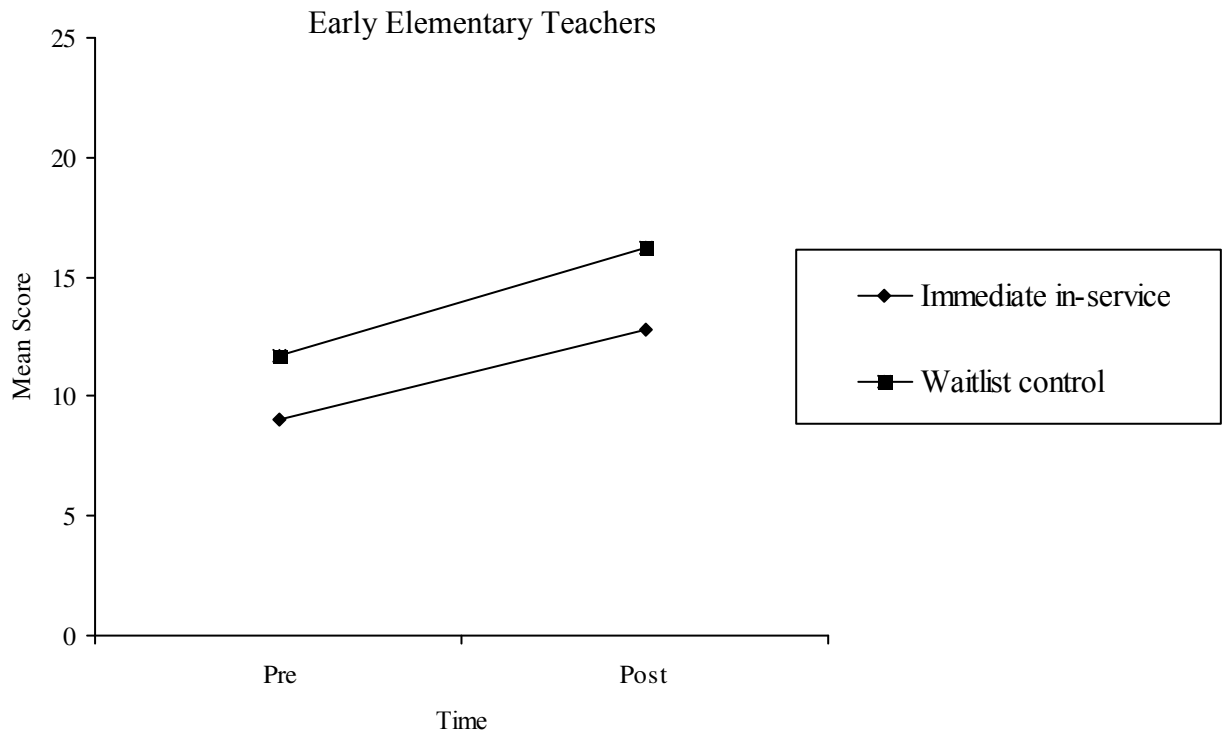 Early Elementary Teachers
25
20
15
10
5
0
Mean Score
Pre
Post
Time
Immediate in-service
Waitlist control